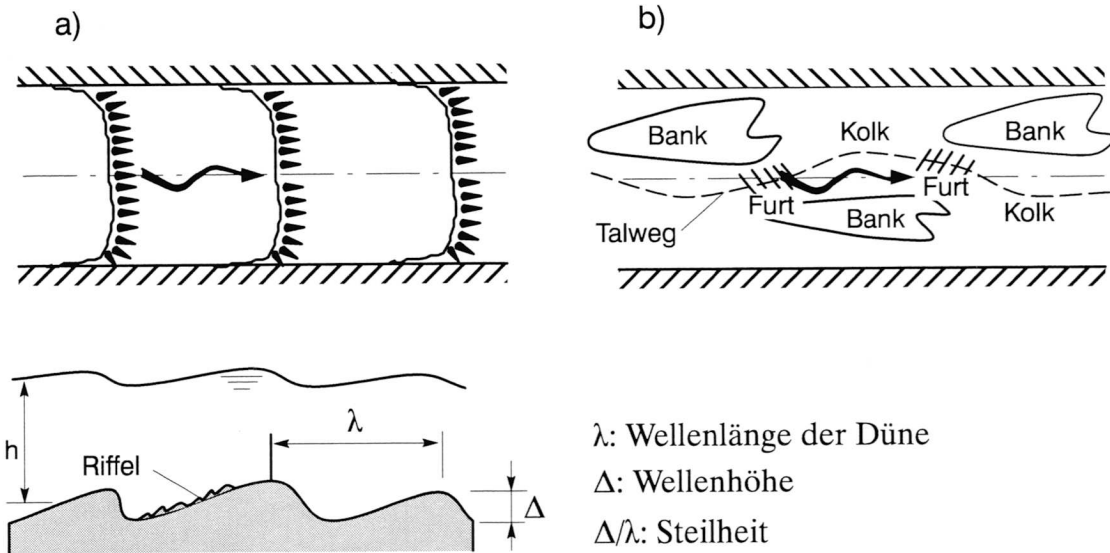 a)
b)
Bank
Kolk
Bank
Furt
Furt
Talweg
Bank
Kolk
h
Riffel
λ
Δ
λ: Wellenlänge der Düne
Δ: Wellenhöhe
Δ/λ: Steilheit